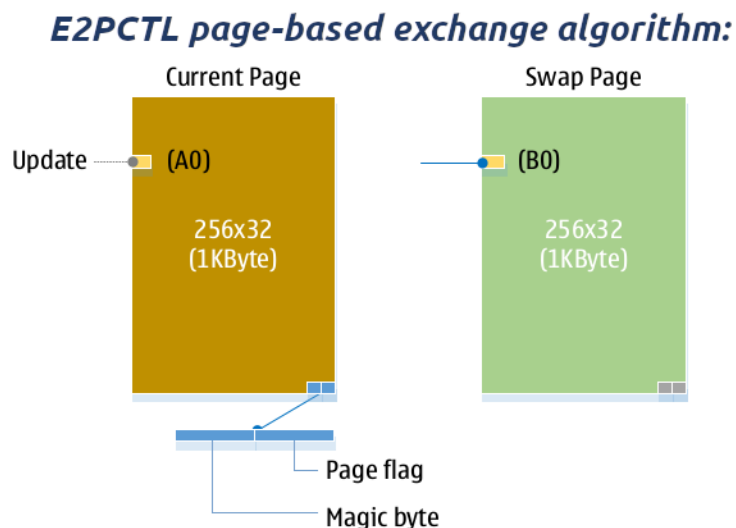 E2PCTL page-based exchange algorithm:
Current Page
Swap Page
Update
(A0)
(B0)
256x32
(1KByte)
256x32
(1KByte)
Page flag
Magic byte